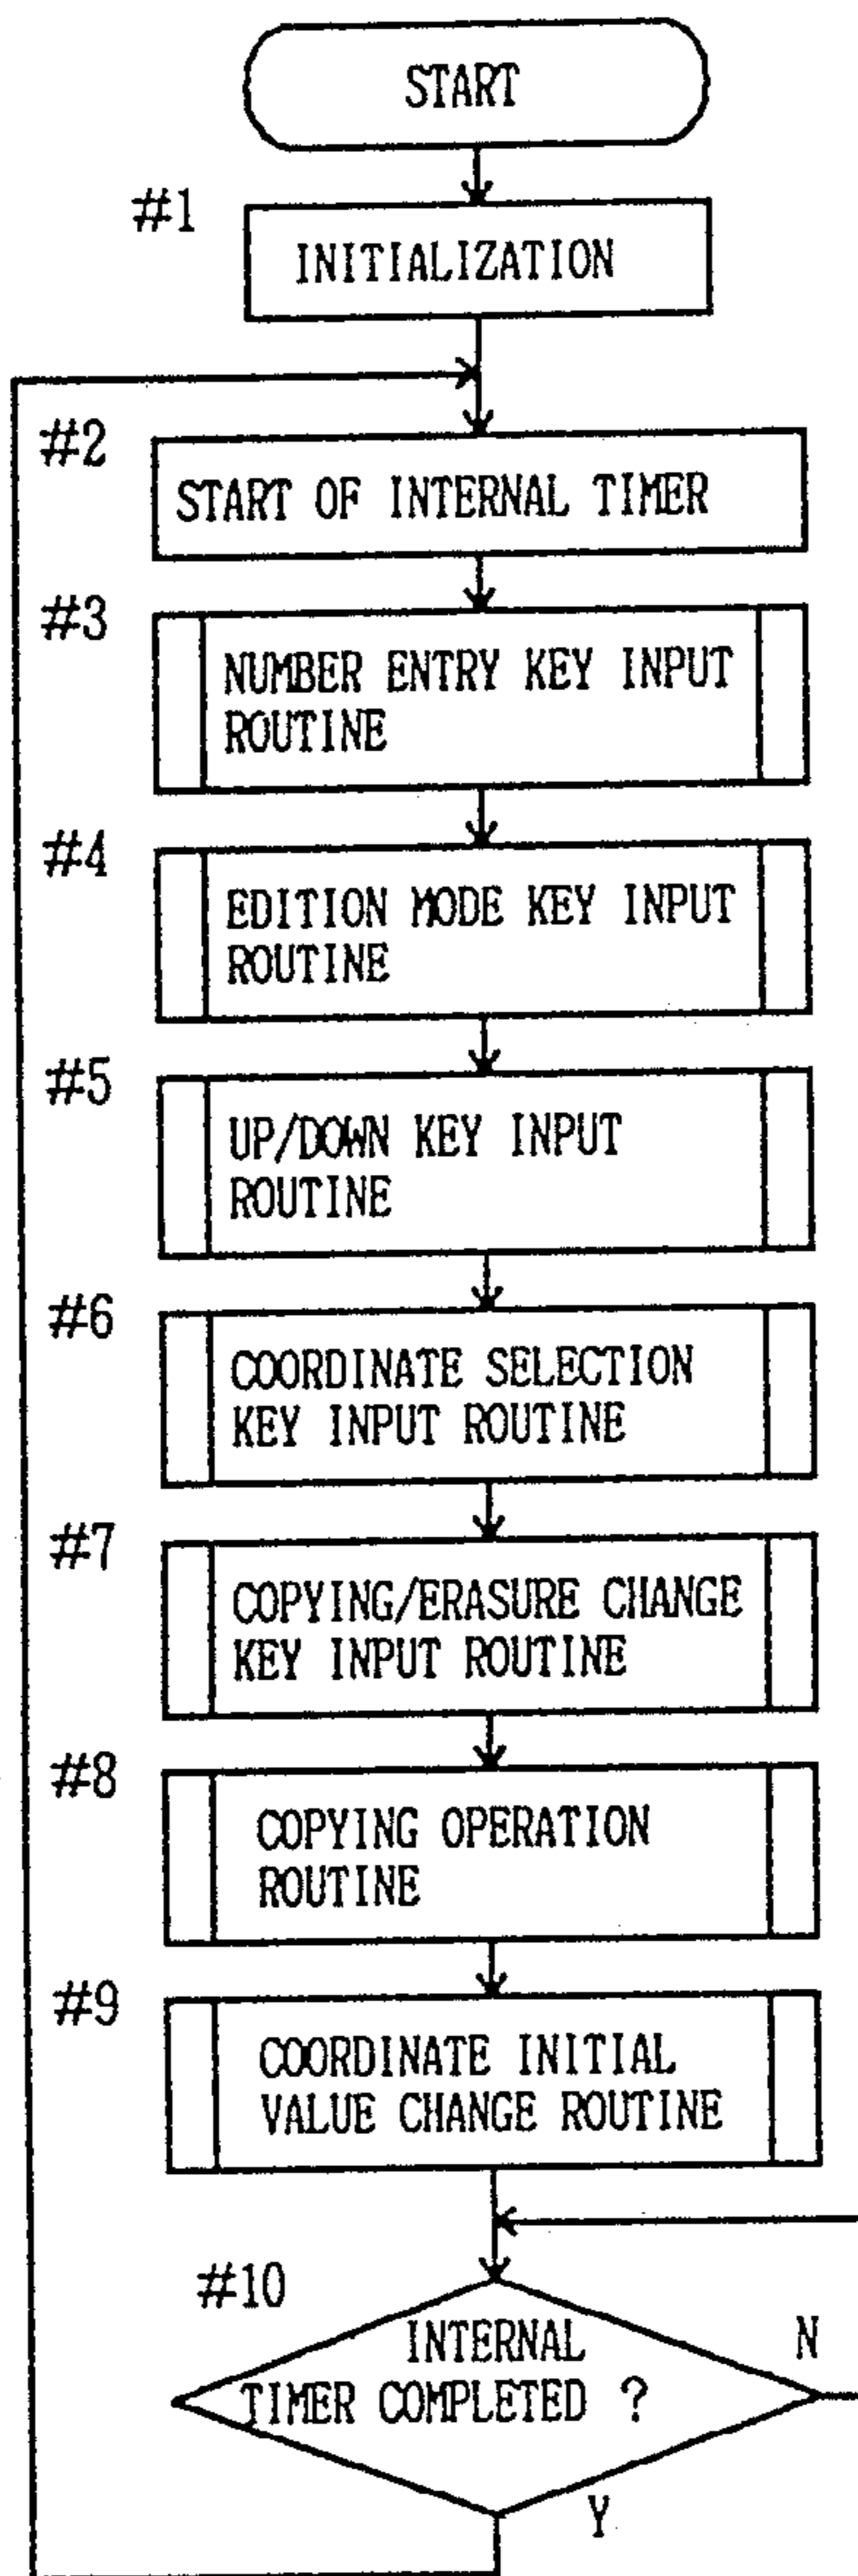 START
#1
INITIALIZATION
#2
START OF INTERNAL TIMER
#3
NUMBER ENTRY KEY INPUT
ROUTINE
#4
EDITION MODE KEY INPUT
ROUTINE
#5
UP/DOWN KEY INPUT
ROUTINE
#6
COORDINATE SELECTION
KEY INPUT ROUTINE
#7
COPYING/ERASURE CHANGE
KEY INPUT ROUTINE
#8
COPYING OPERATION
ROUTINE
#9
COORDINATE INITIAL
VALUE CHANGE ROUTINE
#10
INTERNAL
TIMER COMPLETED ?
N
Y